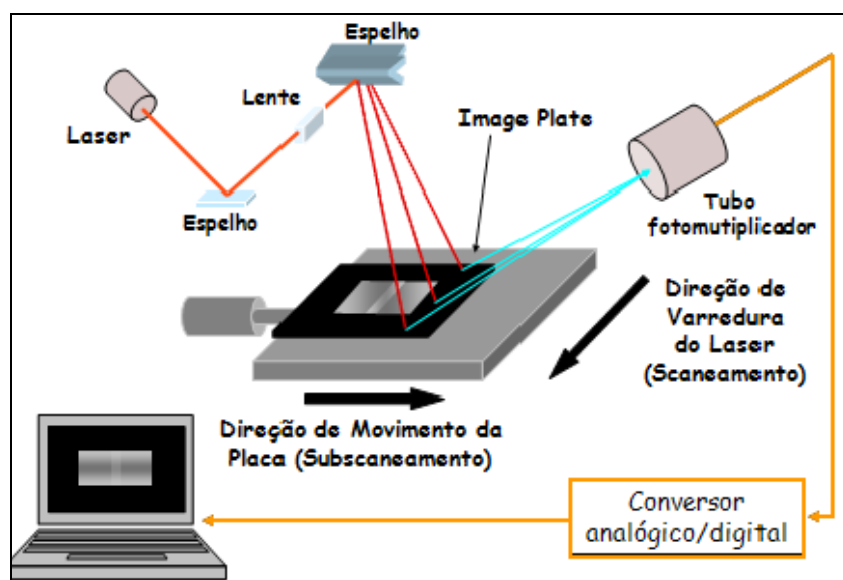 Espelho
Lente
Laser
Image Plate
Espelho
Tubo
fotomutiplicador
Direção de
Varredura
do Laser
(Scaneamento)
Direção de Movimento da
Placa (Subscaneamento)
Conversor
analógico/digital